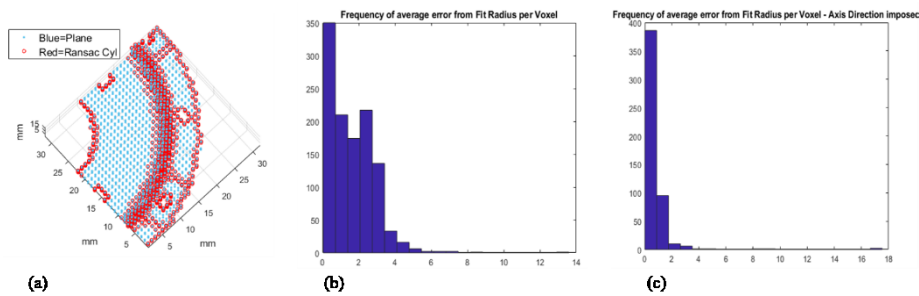 Blue=Plane
Red=Ransac Cyl
mm
15
5
30
25
20
15
10
5
mm
5
10
15
20
25
30
mm
(a)
Frequency of average error from Fit Radius per Voxel
350
300
250
200
150
100
50
0
0 2 4 6 8 10 12 14
(b)
Frequency of average error from Fit Radius per Voxel - Axis Direction imposed
400
350
300
250
200
150
100
50
0
0 2 4 6 8 10 12 14 16 18
(c)